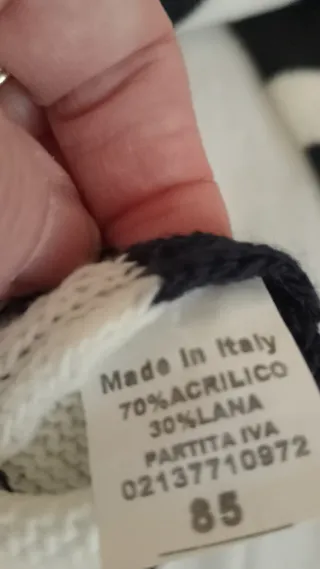 Made in Italy
70%ACRILICO
30%LANA
PARTITA IVA
02137710972
85